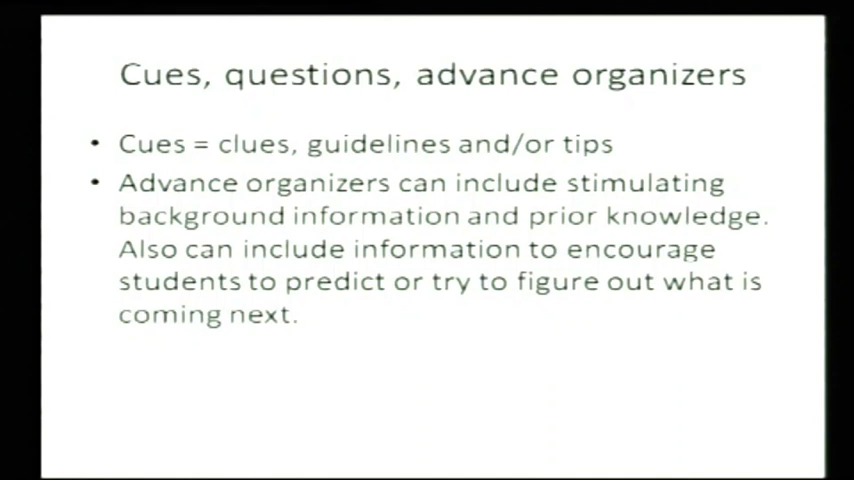 Cues, questions, advance organizers
• Cues = clues, guidelines and/or tips
• Advance organizers can include stimulating
background information and prior knowledge.
Also can include information to encourage
students to predict or try to figure out what is
coming next.